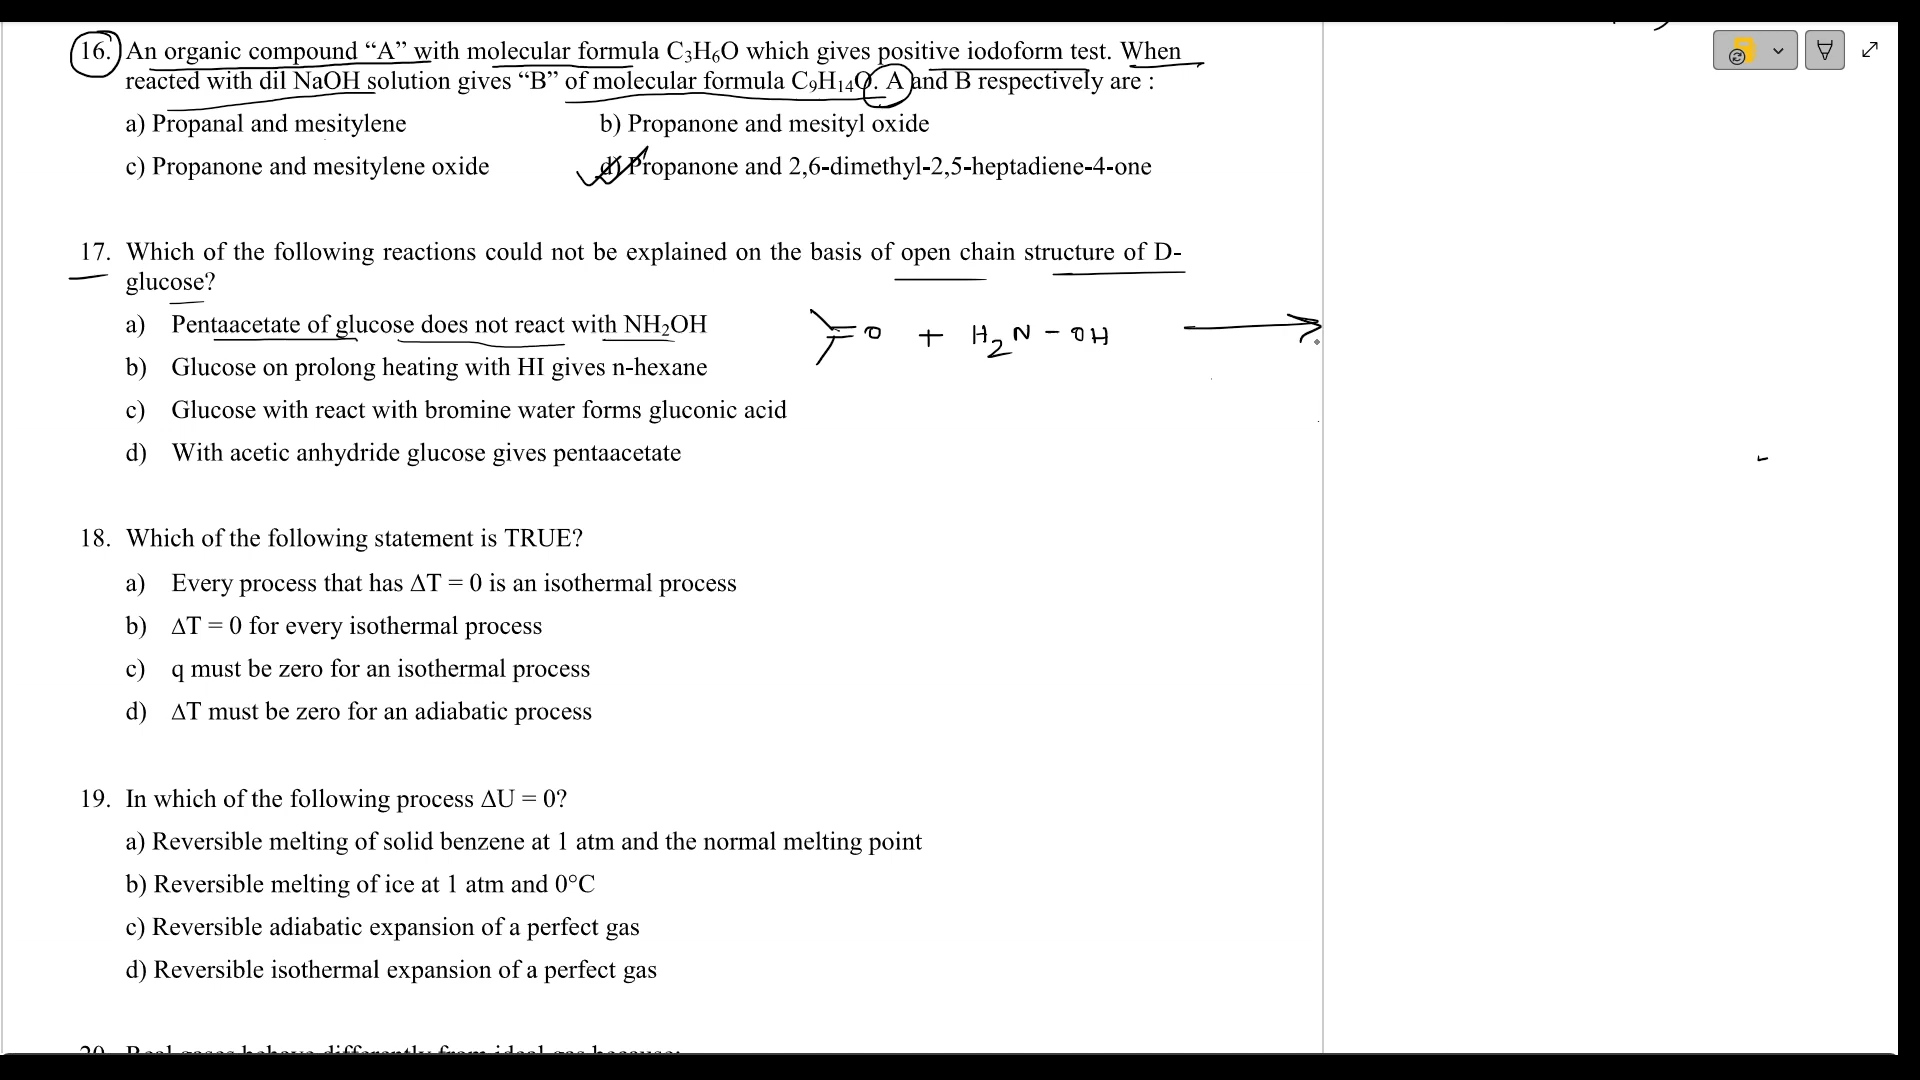 16. An organic compound “A” with molecular formula C₃H₆O which gives positive iodoform test. When
reacted with dil NaOH solution gives “B” of molecular formula C₉H₁₄O. A and B respectively are :
a) Propanal and mesitylene b) Propanone and mesityl oxide
c) Propanone and mesitylene oxide d) Propanone and 2,6-dimethyl-2,5-heptadiene-4-one
17. Which of the following reactions could not be explained on the basis of open chain structure of D-
glucose?
a) Pentaacetate of glucose does not react with NH₂OH
=O + H₂N-OH
b) Glucose on prolong heating with HI gives n-hexane
c) Glucose with react with bromine water forms gluconic acid
d) With acetic anhydride glucose gives pentaacetate
18. Which of the following statement is TRUE?
a) Every process that has ΔT = 0 is an isothermal process
b) ΔT = 0 for every isothermal process
c) q must be zero for an isothermal process
d) ΔT must be zero for an adiabatic process
19. In which of the following process ΔU = 0?
a) Reversible melting of solid benzene at 1 atm and the normal melting point
b) Reversible melting of ice at 1 atm and 0°C
c) Reversible adiabatic expansion of a perfect gas
d) Reversible isothermal expansion of a perfect gas
20. Real gases behave differently from ideal gas because: